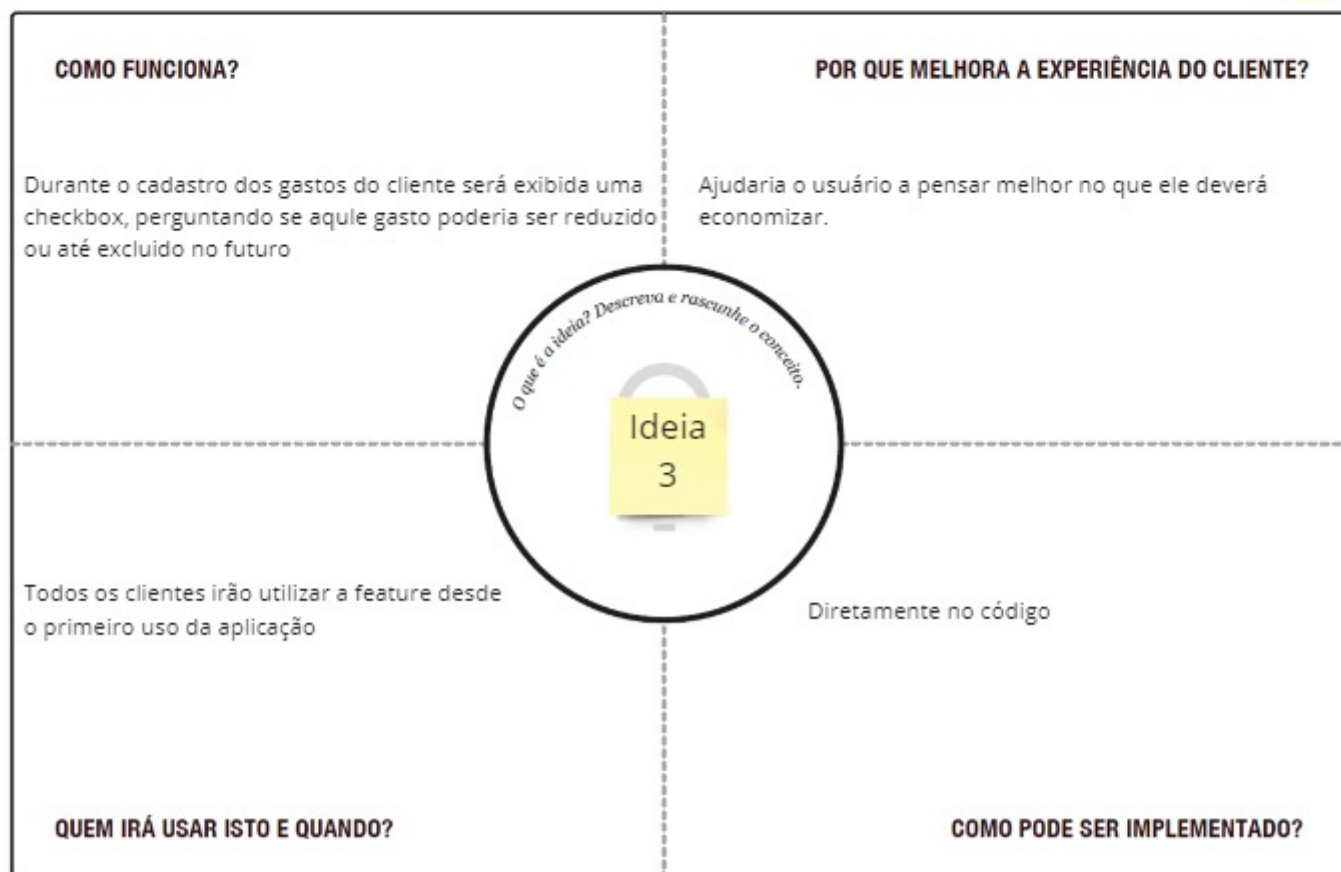 COMO FUNCIONA?
POR QUE MELHORA A EXPERIÊNCIA DO CLIENTE?
Durante o cadastro dos gastos do cliente será exibida uma
checkbox, perguntando se aqule gasto poderia ser reduzido
ou até excluido no futuro
Ajudaria o usuário a pensar melhor no que ele deverá
economizar.
O que é a ideia? Descreva e rascunhe o conceito.
Ideia
3
Todos os clientes irão utilizar a feature desde
o primeiro uso da aplicação
Diretamente no código
QUEM IRÁ USAR ISTO E QUANDO?
COMO PODE SER IMPLEMENTADO?